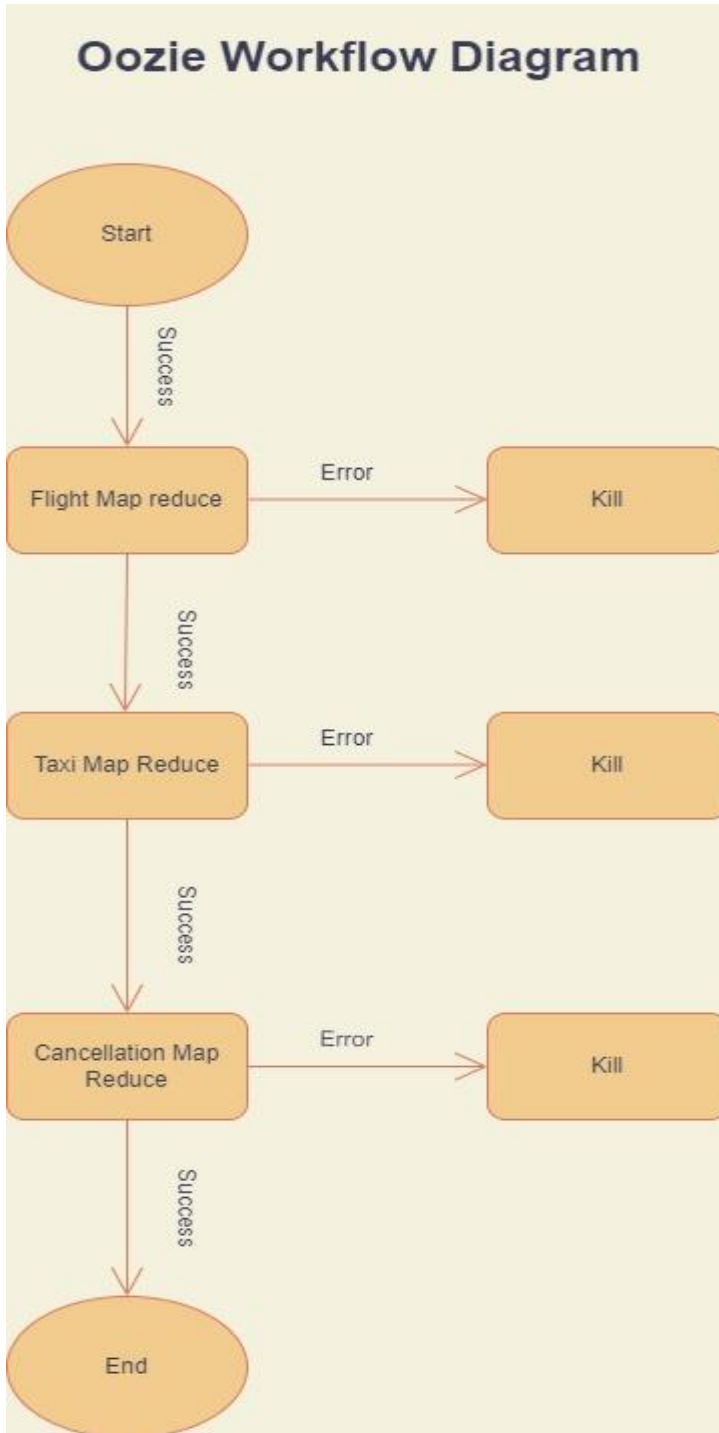 Oozie Workflow Diagram
Start
Success
Flight Map reduce
Error
Kill
Success
Taxi Map Reduce
Error
Kill
Success
Cancellation Map
Reduce
Error
Kill
Success
End